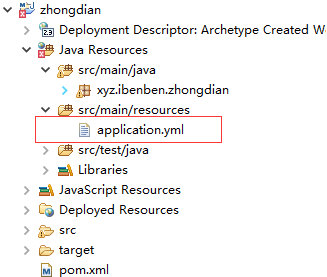 zhongdian
Deployment Descriptor: Archetype Created W
Java Resources
src/main/java
xyz.ibenben.zhongdian
src/main/resources
application.yml
src/test/java
Libraries
JavaScript Resources
Deployed Resources
src
target
pom.xml